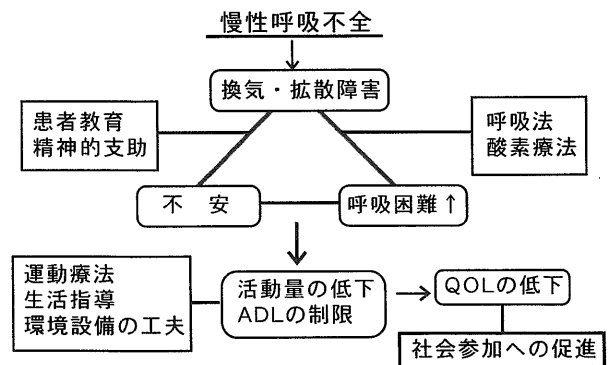 慢性呼吸不全
換気・拡散障害
患者教育
精神的支助
呼吸法
酸素療法
不 安
呼吸困難↑
運動療法
生活指導
環境設備の工夫
活動量の低下
ADLの制限
QOLの低下
社会参加への促進